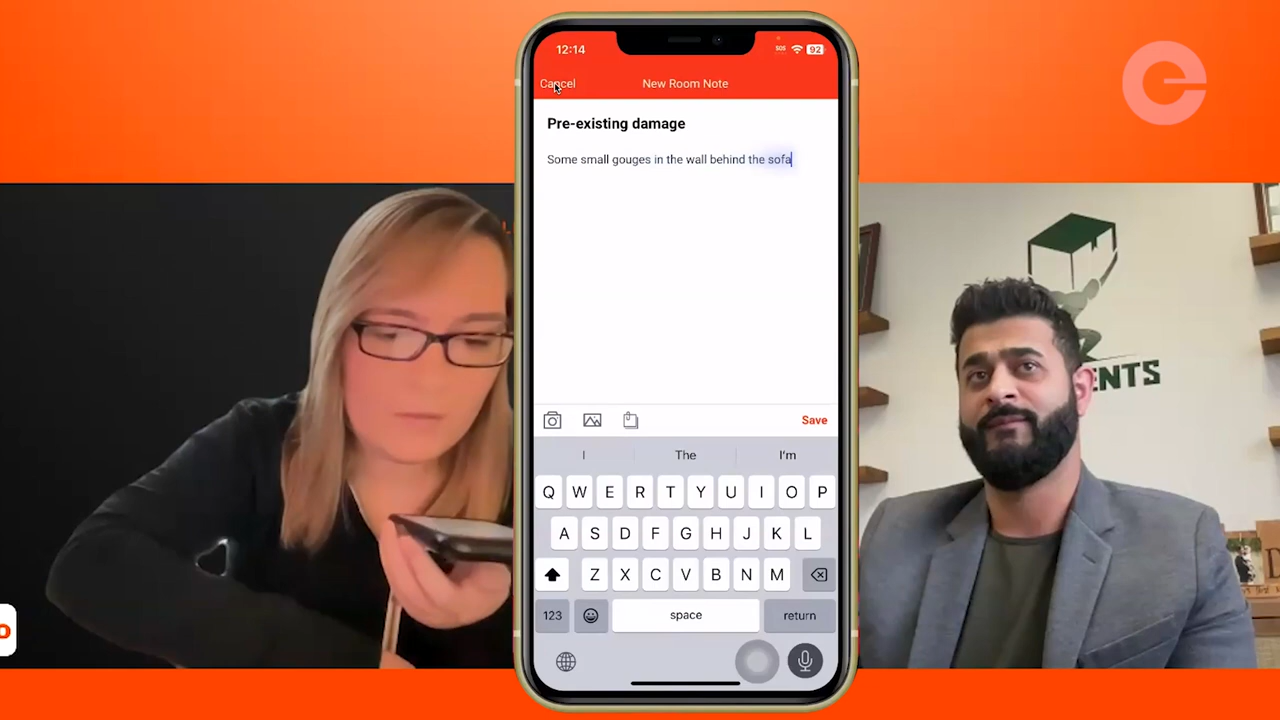 12:14
SOS
92
Cancel
New Room Note
Pre-existing damage
Some small gouges in the wall behind the sofa
Save
I
The
I'm
Q W E R T Y U I O P
A S D F G H J K L
Z X C V B N M
123
space
return
ENTS
o
e